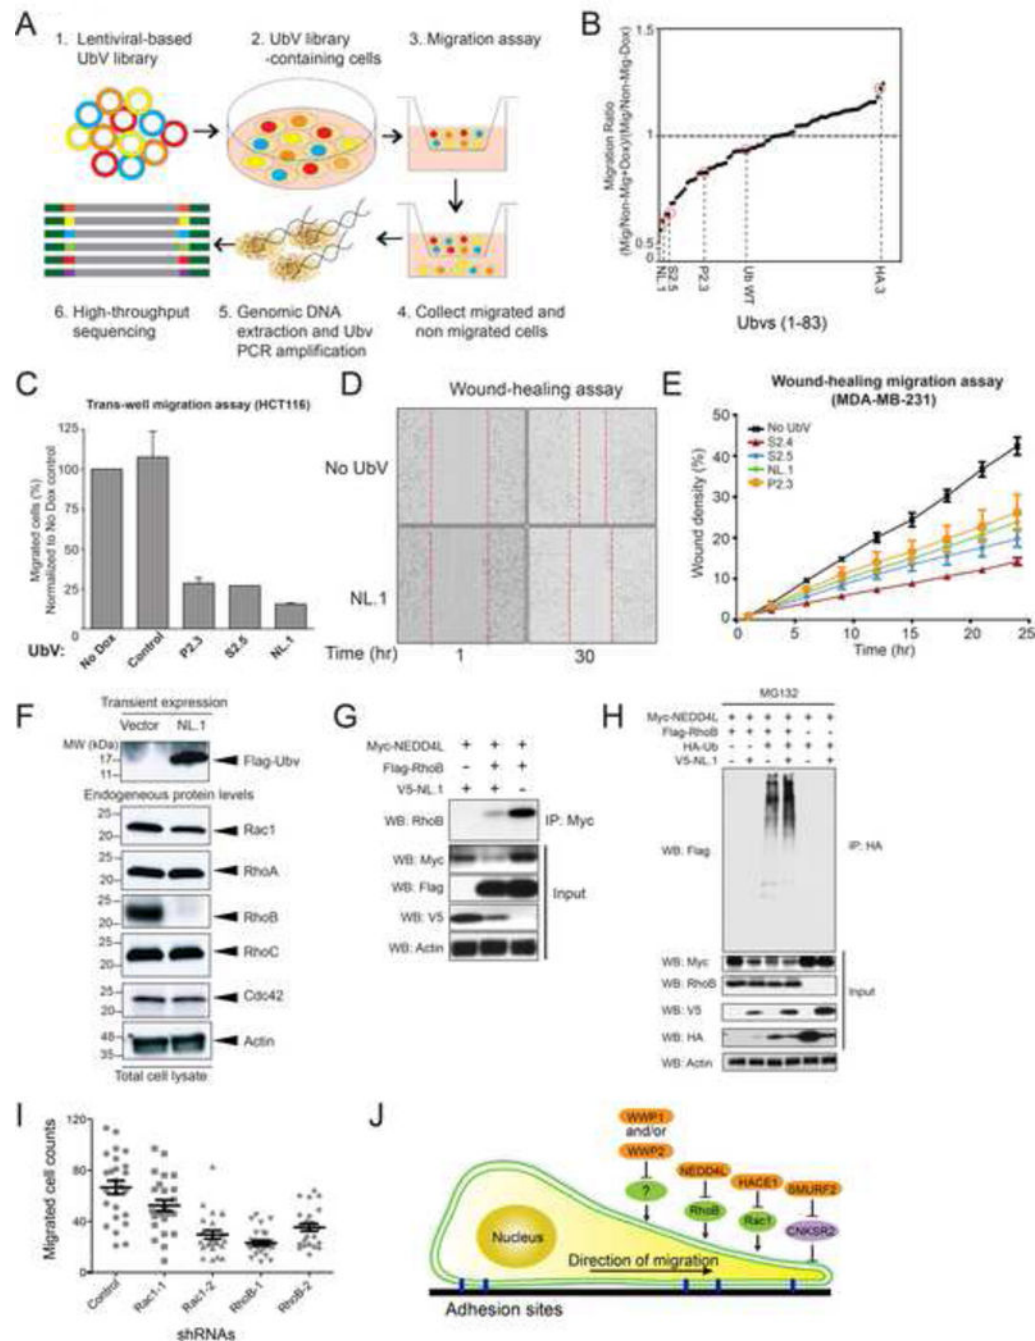 A
1. Lentiviral-based
UbV library
2. UbV library
-containing cells
3. Migration assay
6. High-throughput
sequencing
5. Genomic DNA
extraction and Ubv
PCR amplification
4. Collect migrated and
non migrated cells
B
Migration Ratio
(Mig/Non-Mig+Dox)/(Mig/Non-Mig-Dox)
1.5
1
0.5
0
NL.1
S2.5
P2.3
Ub WT
HA.3
Ubvs (1-83)
C
Trans-well migration assay (HCT116)
Migrated cells (%)
Normalized to No Dox control
125
100
75
50
25
0
UbV:
No Dox
Control
P2.3
S2.5
NL.1
D
Wound-healing assay
No UbV
NL.1
Time (hr)
1
30
E
Wound-healing migration assay
(MDA-MB-231)
Wound density (%)
50
40
30
20
10
0
No UbV
S2.4
S2.5
NL.1
P2.3
0
5
10
15
20
25
Time (hr)
F
Transient expression
Vector NL.1
MW (kDa)
17
11
Flag-Ubv
Endogeneous protein levels
25
20
Rac1
25
20
RhoA
25
20
RhoB
25
20
RhoC
25
20
Cdc42
48
35
Actin
Total cell lysate
G
Myc-NEDD4L + + +
Flag-RhoB - + +
V5-NL.1 + + -
WB: RhoB
IP: Myc
WB: Myc
WB: Flag
WB: V5
WB: Actin
Input
H
MG132
Myc-NEDD4L + + + + + +
Flag-RhoB + + + + - -
HA-Ub - - + + + +
V5-NL.1 - + - + - +
WB: Flag
IP: HA
WB: Myc
WB: RhoB
WB: V5
WB: HA
WB: Actin
Input
I
Migrated cell counts
120
80
40
0
Control
Rac1-1
Rac1-2
RhoB-1
RhoB-2
shRNAs
J
WWP1
and/or
WWP2
?
NEDD4L
RhoB
HACE1
Rac1
SMURF2
CNKSR2
Nucleus
Direction of migration
Adhesion sites